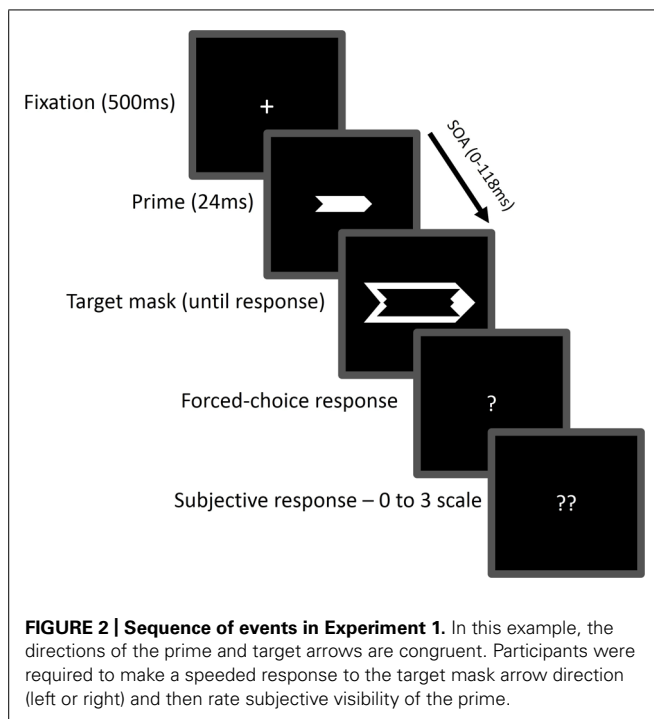 Fixation (500ms)
+
SOA (0-118ms)
Prime (24ms)
Target mask (until response)
Forced-choice response
?
Subjective response – 0 to 3 scale
??
FIGURE 2 | Sequence of events in Experiment 1. In this example, the
directions of the prime and target arrows are congruent. Participants were
required to make a speeded response to the target mask arrow direction
(left or right) and then rate subjective visibility of the prime.